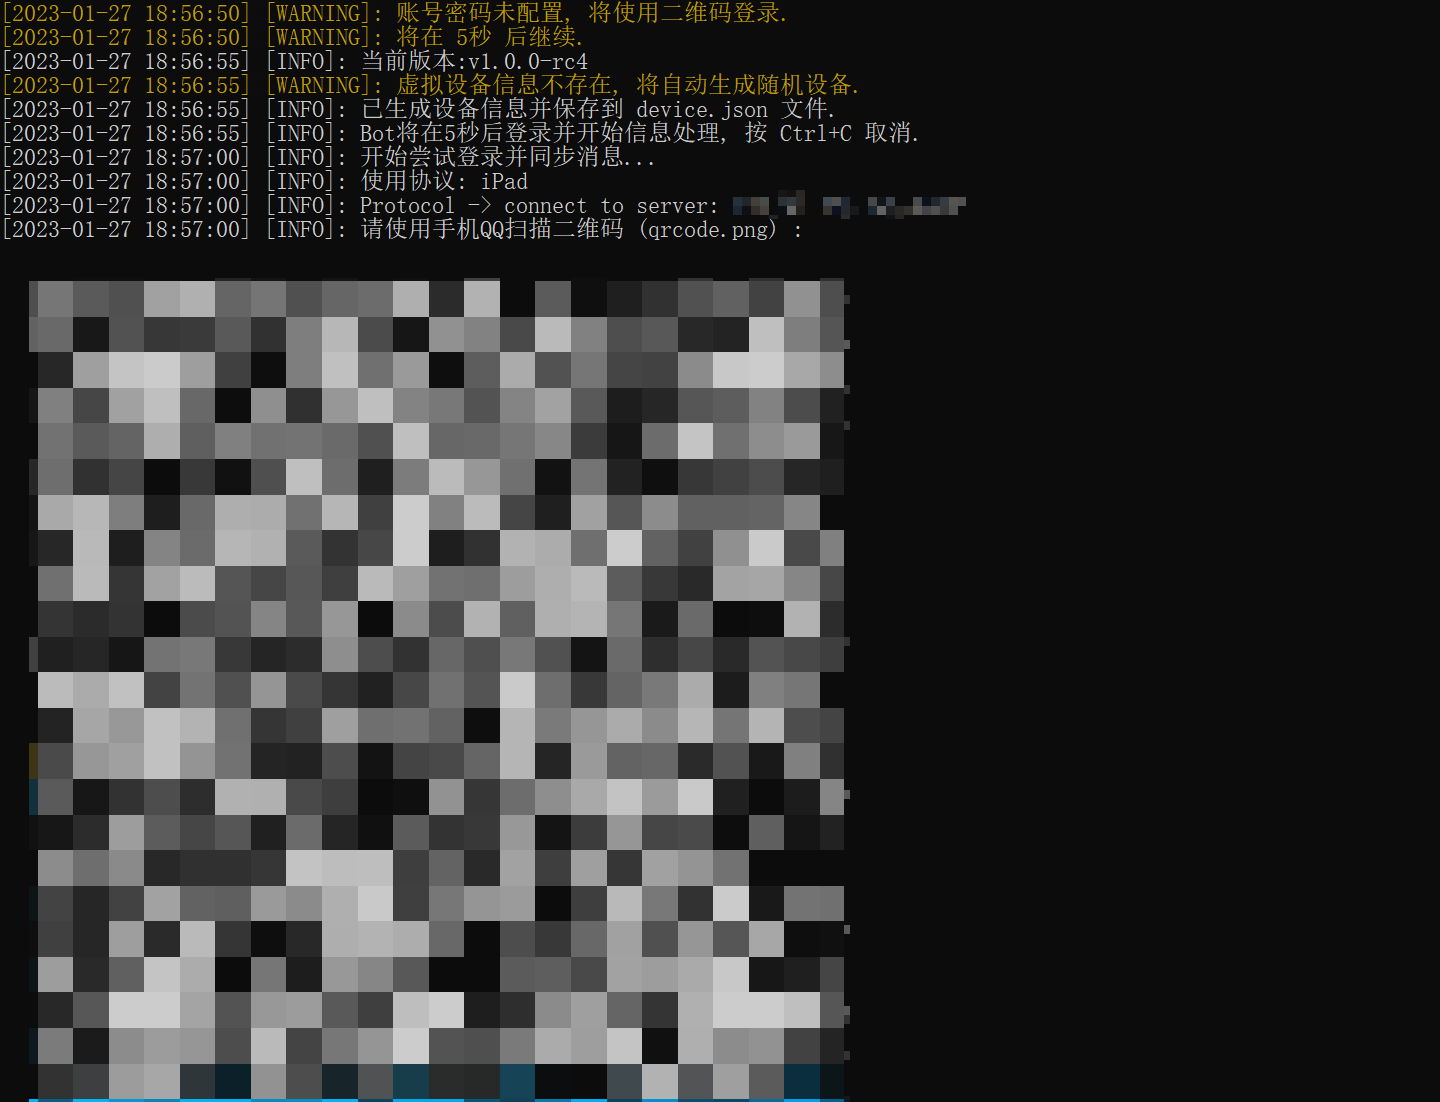 [2023-01-27 18:56:50] [WARNING]: 账号密码未配置, 将使用二维码登录.
[2023-01-27 18:56:50] [WARNING]: 将在 5秒 后继续.
[2023-01-27 18:56:55] [INFO]: 当前版本:v1.0.0-rc4
[2023-01-27 18:56:55] [WARNING]: 虚拟设备信息不存在, 将自动生成随机设备.
[2023-01-27 18:56:55] [INFO]: 已生成设备信息并保存到 device.json 文件.
[2023-01-27 18:56:55] [INFO]: Bot将在5秒后登录并开始信息处理, 按 Ctrl+C 取消.
[2023-01-27 18:57:00] [INFO]: 开始尝试登录并同步消息...
[2023-01-27 18:57:00] [INFO]: 使用协议: iPad
[2023-01-27 18:57:00] [INFO]: Protocol -> connect to server:
[2023-01-27 18:57:00] [INFO]: 请使用手机QQ扫描二维码 (qrcode.png) :